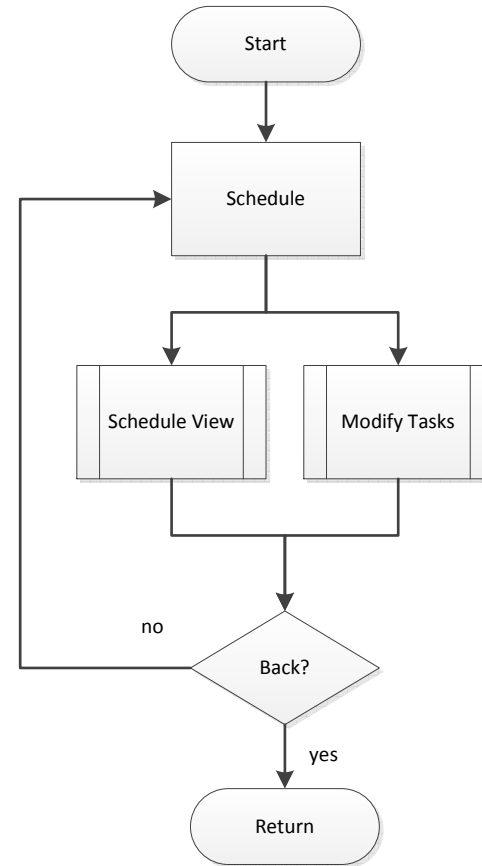 Start
Schedule
Schedule View
Modify Tasks
no
Back?
yes
Return